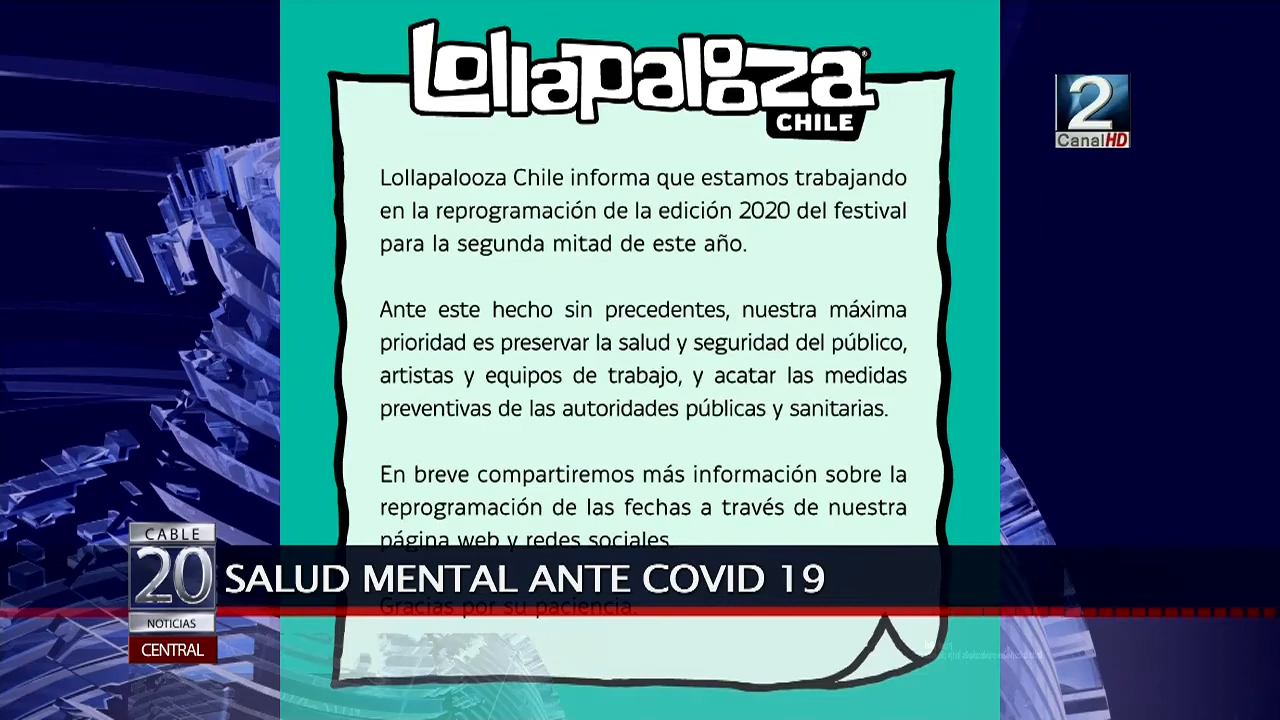 Lollapalooza
CHILE
2
CanalHD
Lollapalooza Chile informa que estamos trabajando
en la reprogramación de la edición 2020 del festival
para la segunda mitad de este año.
Ante este hecho sin precedentes, nuestra máxima
prioridad es preservar la salud y seguridad del público,
artistas y equipos de trabajo, y acatar las medidas
preventivas de las autoridades públicas y sanitarias.
En breve compartiremos más información sobre la
reprogramación de las fechas a través de nuestra
página web y redes sociales.
Gracias por su paciencia.
CABLE
20
NOTICIAS
CENTRAL
SALUD MENTAL ANTE COVID 19